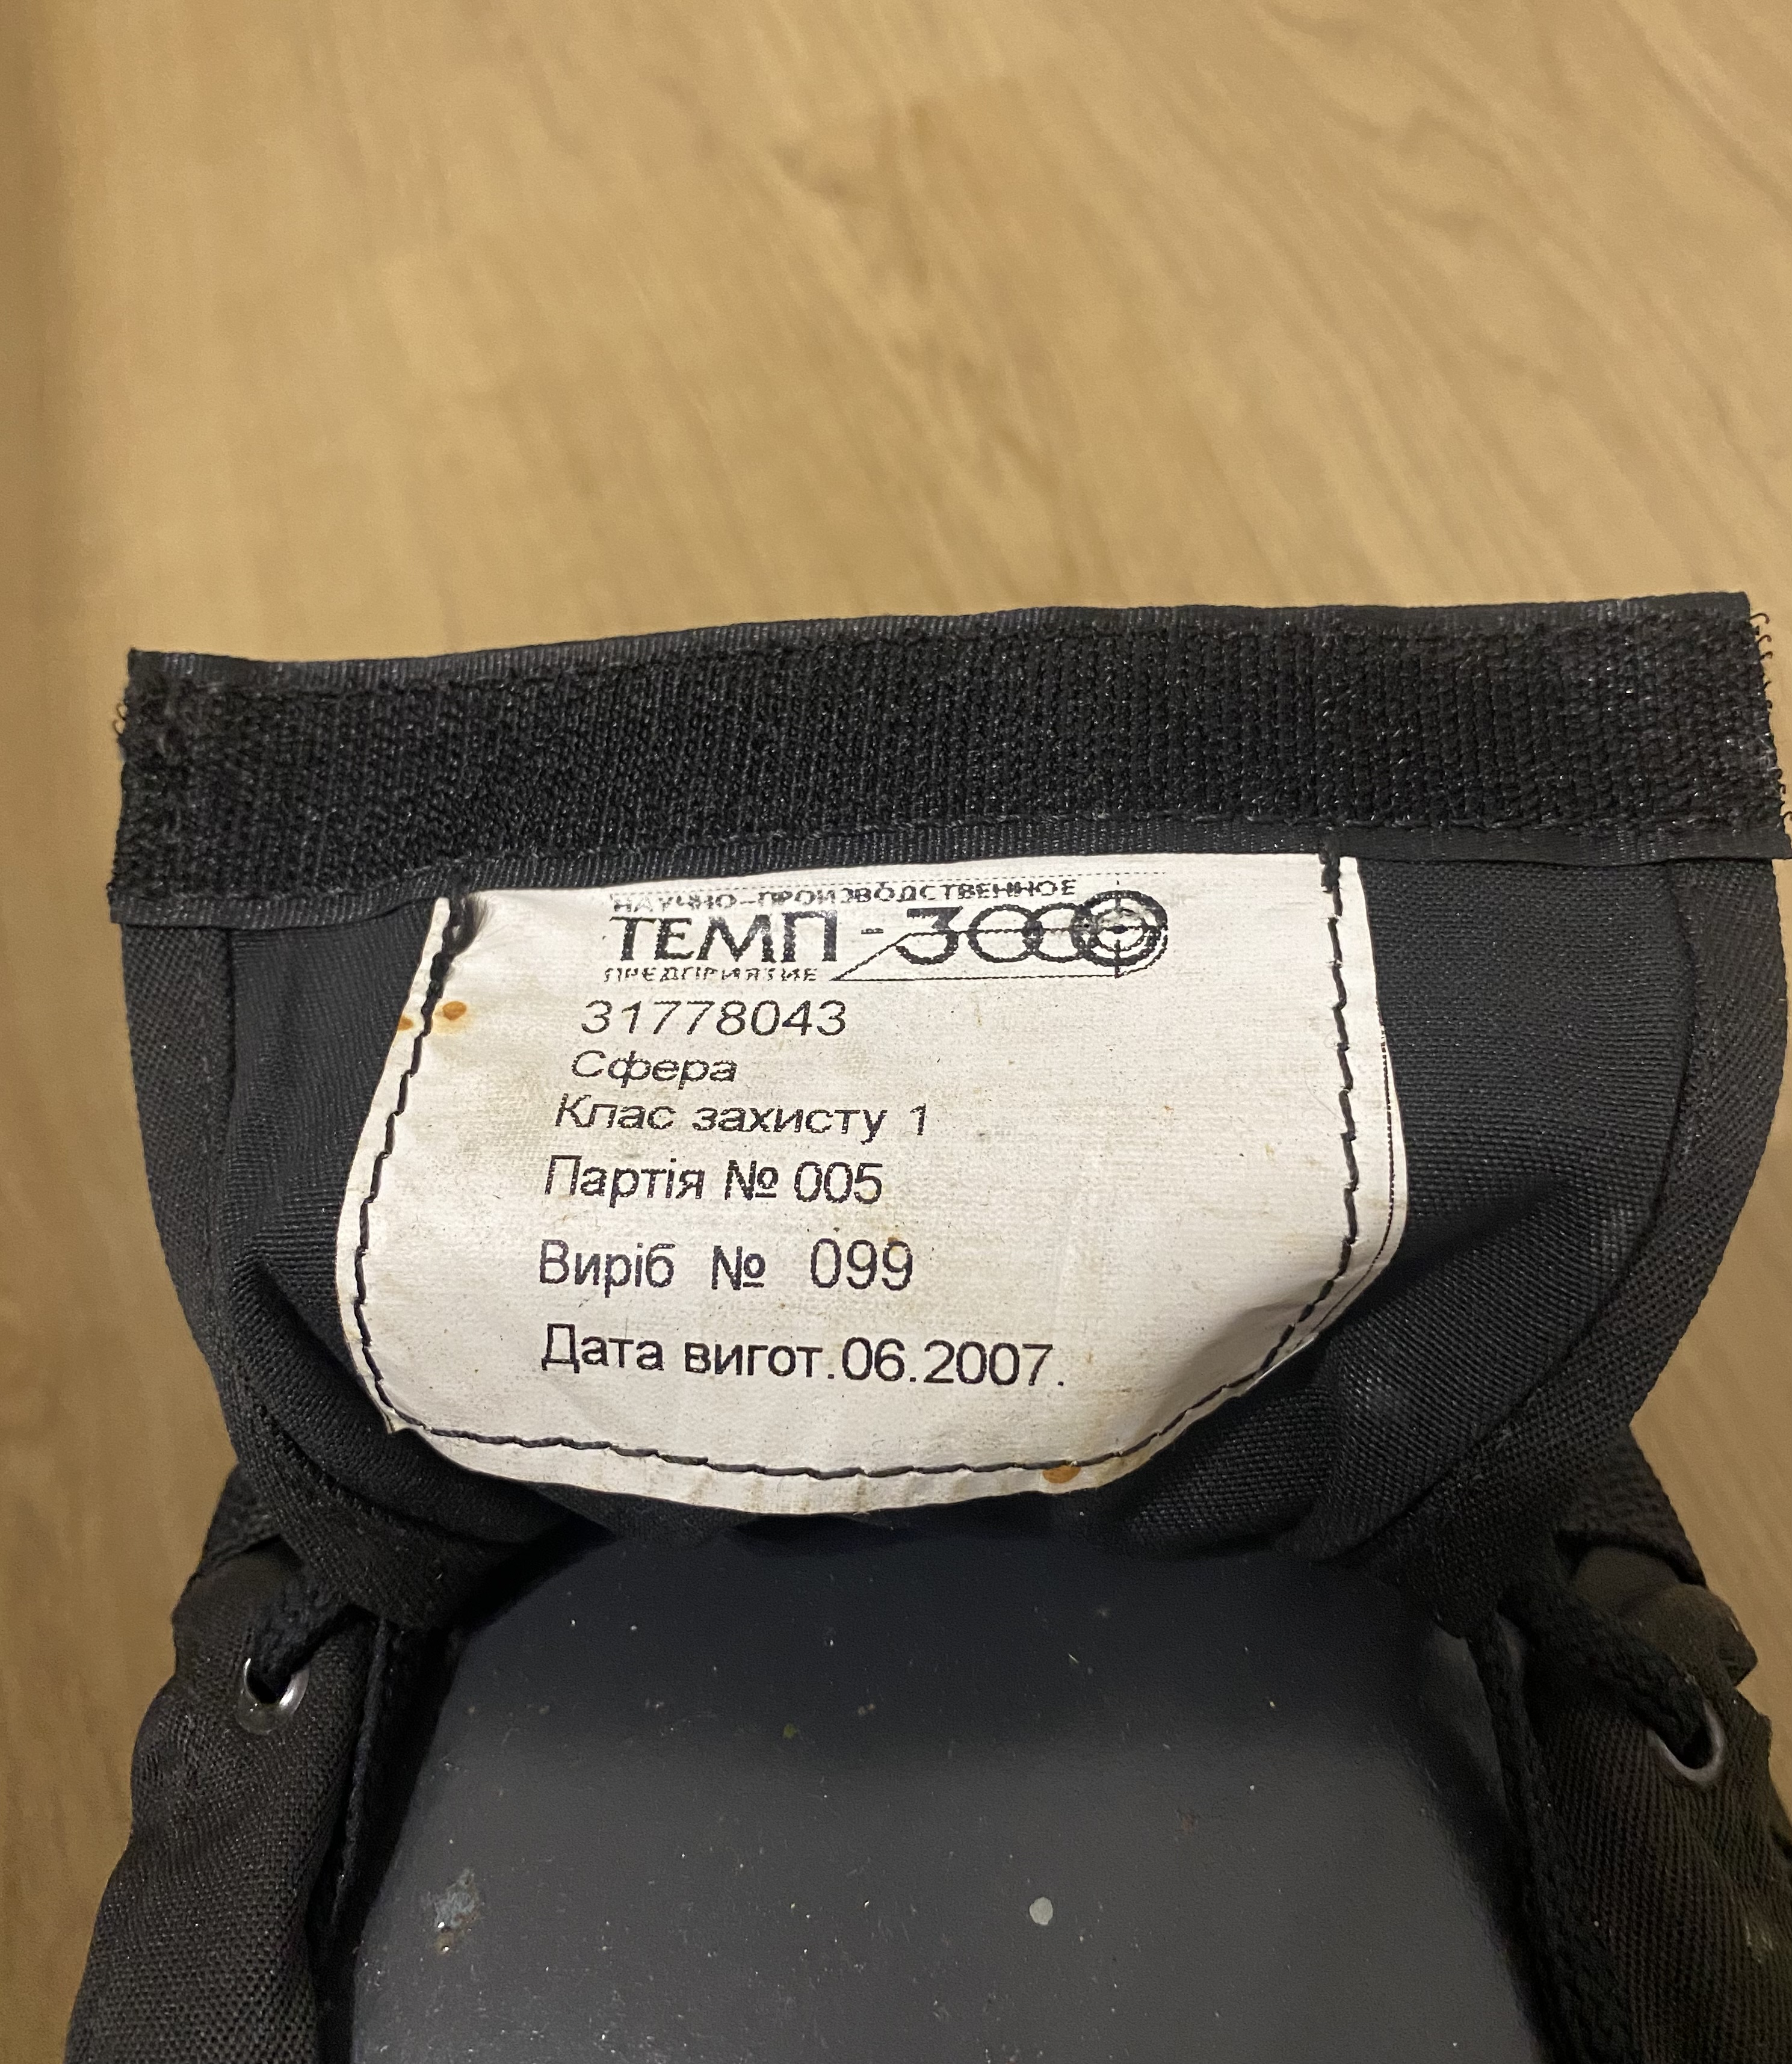 НАУЧНО-ПРОИЗВОДСТВЕННОЕ
ТЕМП-3000
ПРЕДПРИЯТИЕ
31778043
Сфера
Клас захисту 1
Партія № 005
Виріб № 099
Дата вигот.06.2007.